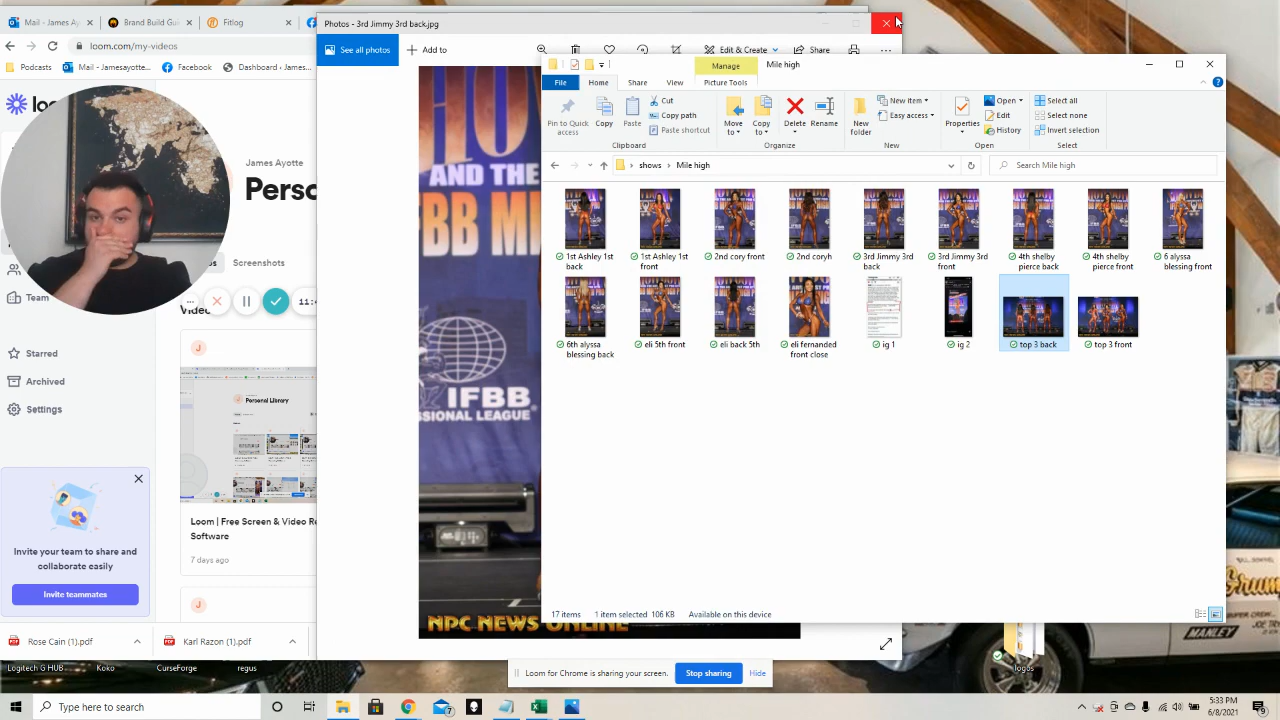 Mail - James Ay
Brand Build Gui
Fitlog
loom.com/my-videos
Podcasts
Mail - Jamesayotte...
Facebook
Dashboard - James...
James Ayotte
Perso
Screenshots
Team
Starred
Archived
Settings
Invite your team to share and
collaborate easily
Invite teammates
Loom | Free Screen & Video Re
Software
7 days ago
J
J
Photos - 3rd Jimmy 3rd back.jpg
See all photos
Add to
Edit & Create
Share
AND THE
FBB
IFBB
SSIONAL LEAGUE
NPC NEWS ONLINE
Manage
Mile high
File
Home
Share
View
Picture Tools
Pin to Quick
access
Copy
Paste
Cut
Copy path
Paste shortcut
Clipboard
Move
to
Copy
to
Delete
Rename
Organize
New
folder
New item
Easy access
New
Properties
Open
Edit
History
Open
Select all
Select none
Invert selection
Select
shows
Mile high
Search Mile high
1st Ashley 1st
back
1st Ashley 1st
front
2nd cory front
2nd coryh
3rd Jimmy 3rd
back
3rd Jimmy 3rd
front
4th shelby
pierce back
4th shelby
pierce front
6 alyssa
blessing front
6th alyssa
blessing back
eli 5th front
eli back 5th
eli fernanded
front close
ig 1
ig 2
top 3 back
top 3 front
17 items
1 item selected 106 KB
Available on this device
Rose Cain (1).pdf
Karl Razon (1).pdf
Logitech G HUB
Koko
CurseForge
regus
logos
MANLEY
Loom for Chrome is sharing your screen.
Stop sharing
Hide
Type here to search
7
5:33 PM
6/8/2021
9